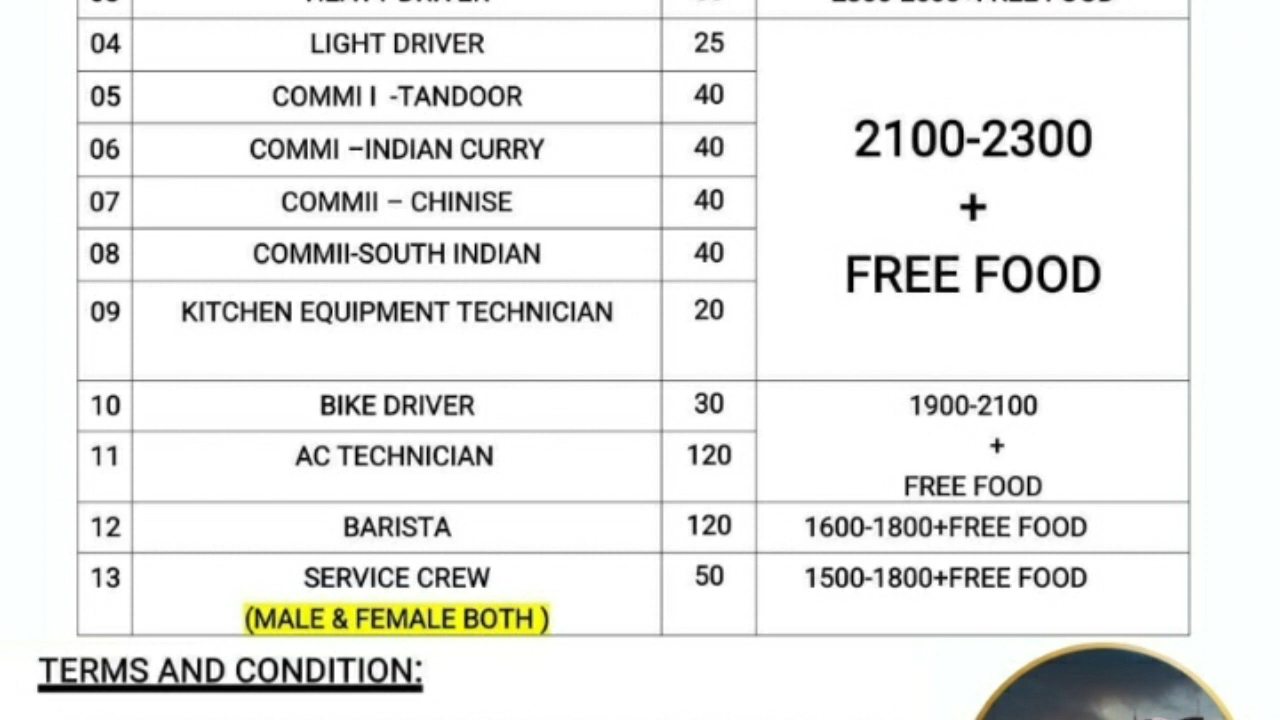 04 LIGHT DRIVER 25
05 COMMI I -TANDOOR 40
06 COMMI –INDIAN CURRY 40
07 COMMII – CHINISE 40
08 COMMII-SOUTH INDIAN 40
09 KITCHEN EQUIPMENT TECHNICIAN 20
2100-2300
+
FREE FOOD
10 BIKE DRIVER 30
11 AC TECHNICIAN 120
1900-2100
+
FREE FOOD
12 BARISTA 120 1600-1800+FREE FOOD
13 SERVICE CREW 50 1500-1800+FREE FOOD
(MALE & FEMALE BOTH )
TERMS AND CONDITION: